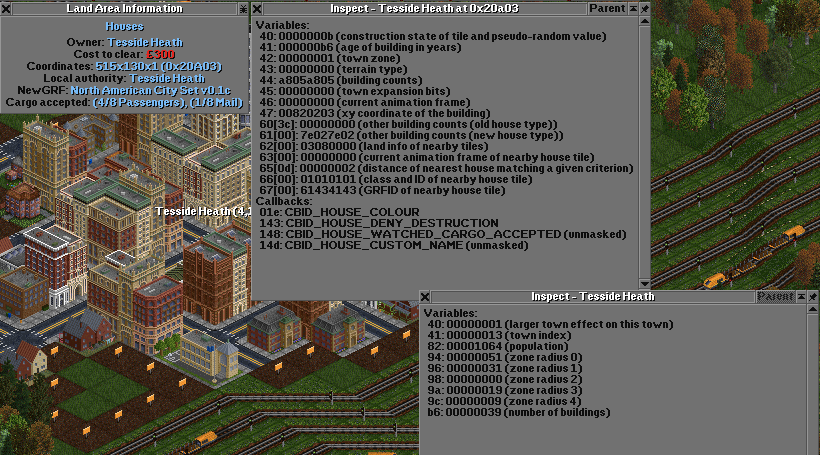 Land Area Information
Houses
Owner: Tesside Heath
Cost to clear: £300
Coordinates: 515x130x1 (0x20A03)
Local authority: Tesside Heath
NewGRF: North American City Set v0.1c
Cargo accepted: (4/8 Passengers), (1/8 Mail)
Tesside Heath (4,1
Inspect - Tesside Heath at 0x20a03
Parent
Variables:
40: 0000000b (construction state of tile and pseudo-random value)
41: 000000b6 (age of building in years)
42: 00000001 (town zone)
43: 00000000 (terrain type)
44: a805a805 (building counts)
45: 00000000 (town expansion bits)
46: 00000000 (current animation frame)
47: 00820203 (xy coordinate of the building)
60[3c]: 00000000 (other building counts (old house type))
61[00]: 7e027e02 (other building counts (new house type))
62[00]: 03080000 (land info of nearby tiles)
63[00]: 00000000 (current animation frame of nearby house tile)
65[0d]: 00000002 (distance of nearest house matching a given criterion)
66[00]: 01010101 (class and ID of nearby house tile)
67[00]: 61434143 (GRFID of nearby house tile)
Callbacks:
01e: CBID_HOUSE_COLOUR
143: CBID_HOUSE_DENY_DESTRUCTION
148: CBID_HOUSE_WATCHED_CARGO_ACCEPTED (unmasked)
14d: CBID_HOUSE_CUSTOM_NAME (unmasked)
Inspect - Tesside Heath
Parent
Variables:
40: 00000001 (larger town effect on this town)
41: 00000013 (town index)
82: 00001064 (population)
94: 00000051 (zone radius 0)
96: 00000031 (zone radius 1)
98: 00000000 (zone radius 2)
9a: 00000019 (zone radius 3)
9c: 00000009 (zone radius 4)
b6: 00000039 (number of buildings)